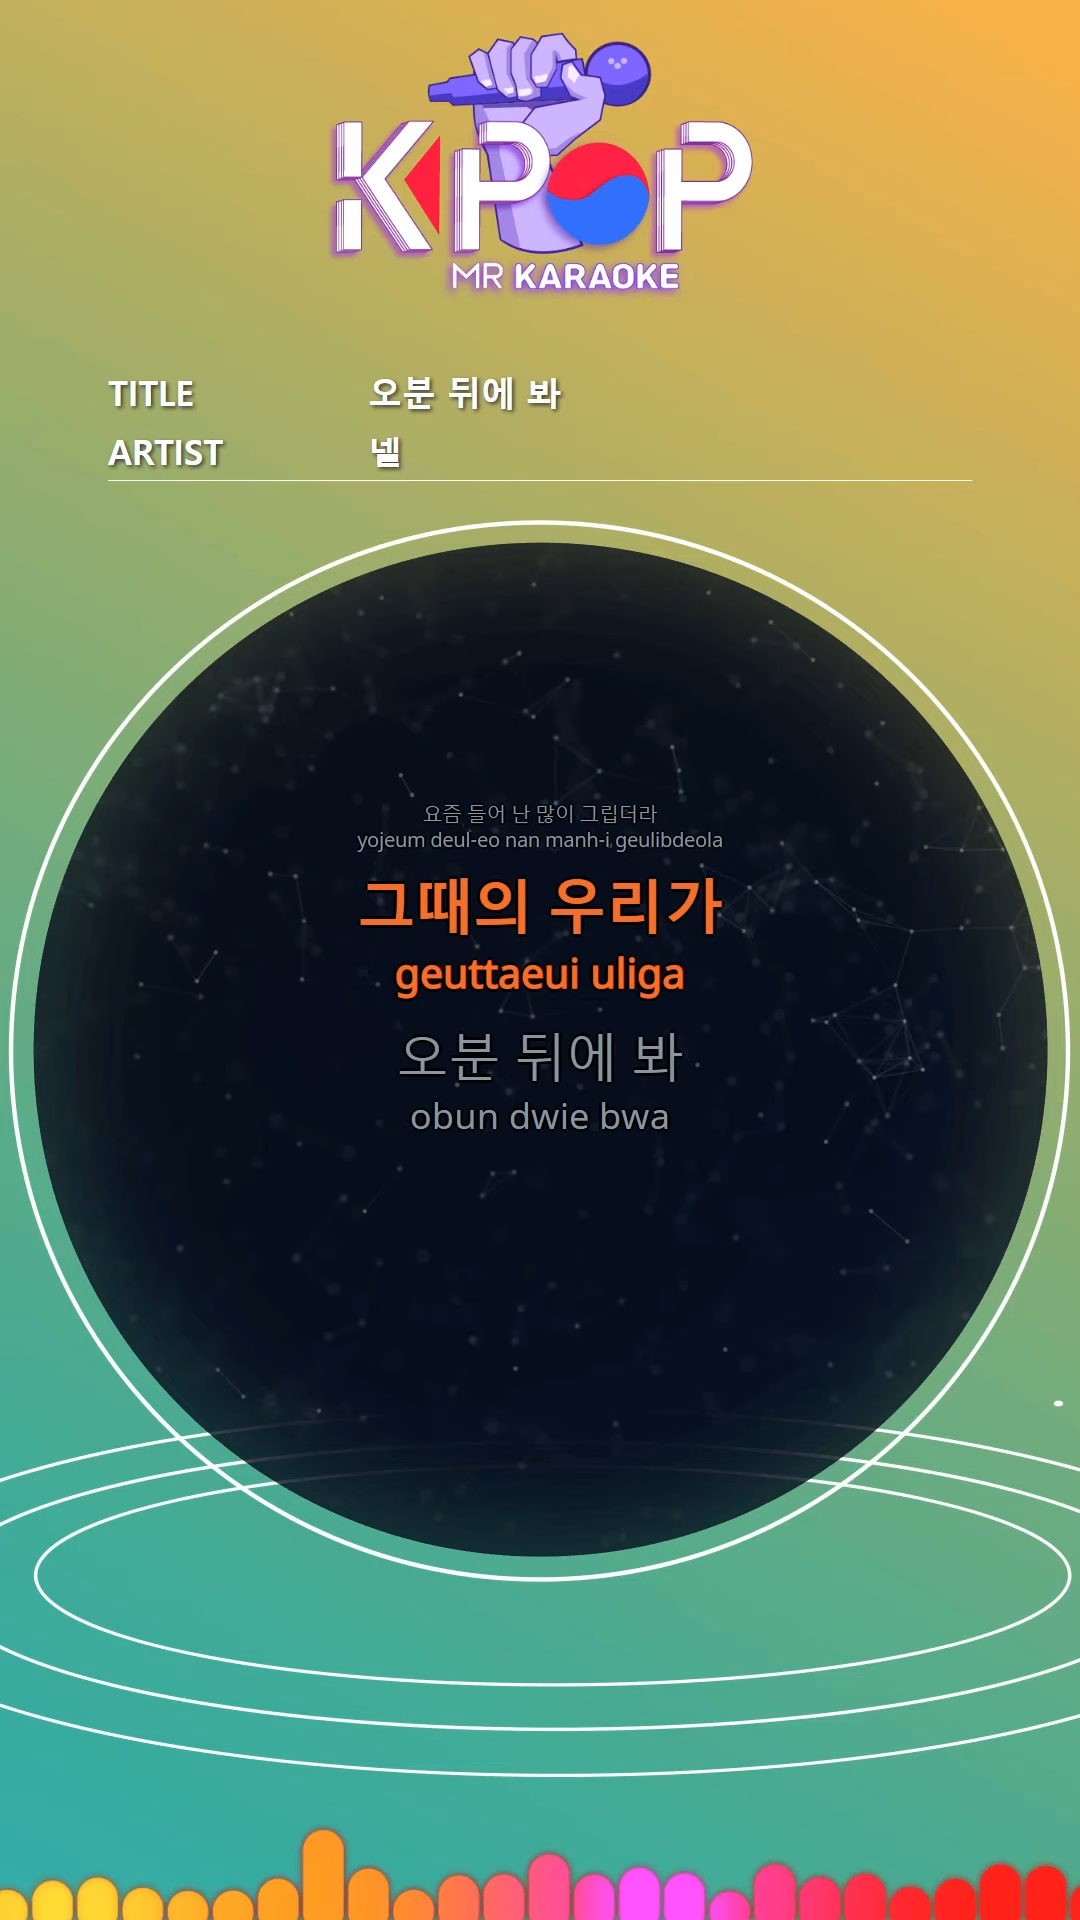 KPOP
MR KARAOKE
TITLE 오분 뒤에 봐
ARTIST 넬
요즘 들어 난 많이 그립더라
yojeum deul-eo nan manh-i geulibdeola
그때의 우리가
geuttaeui uliga
오분 뒤에 봐
obun dwie bwa